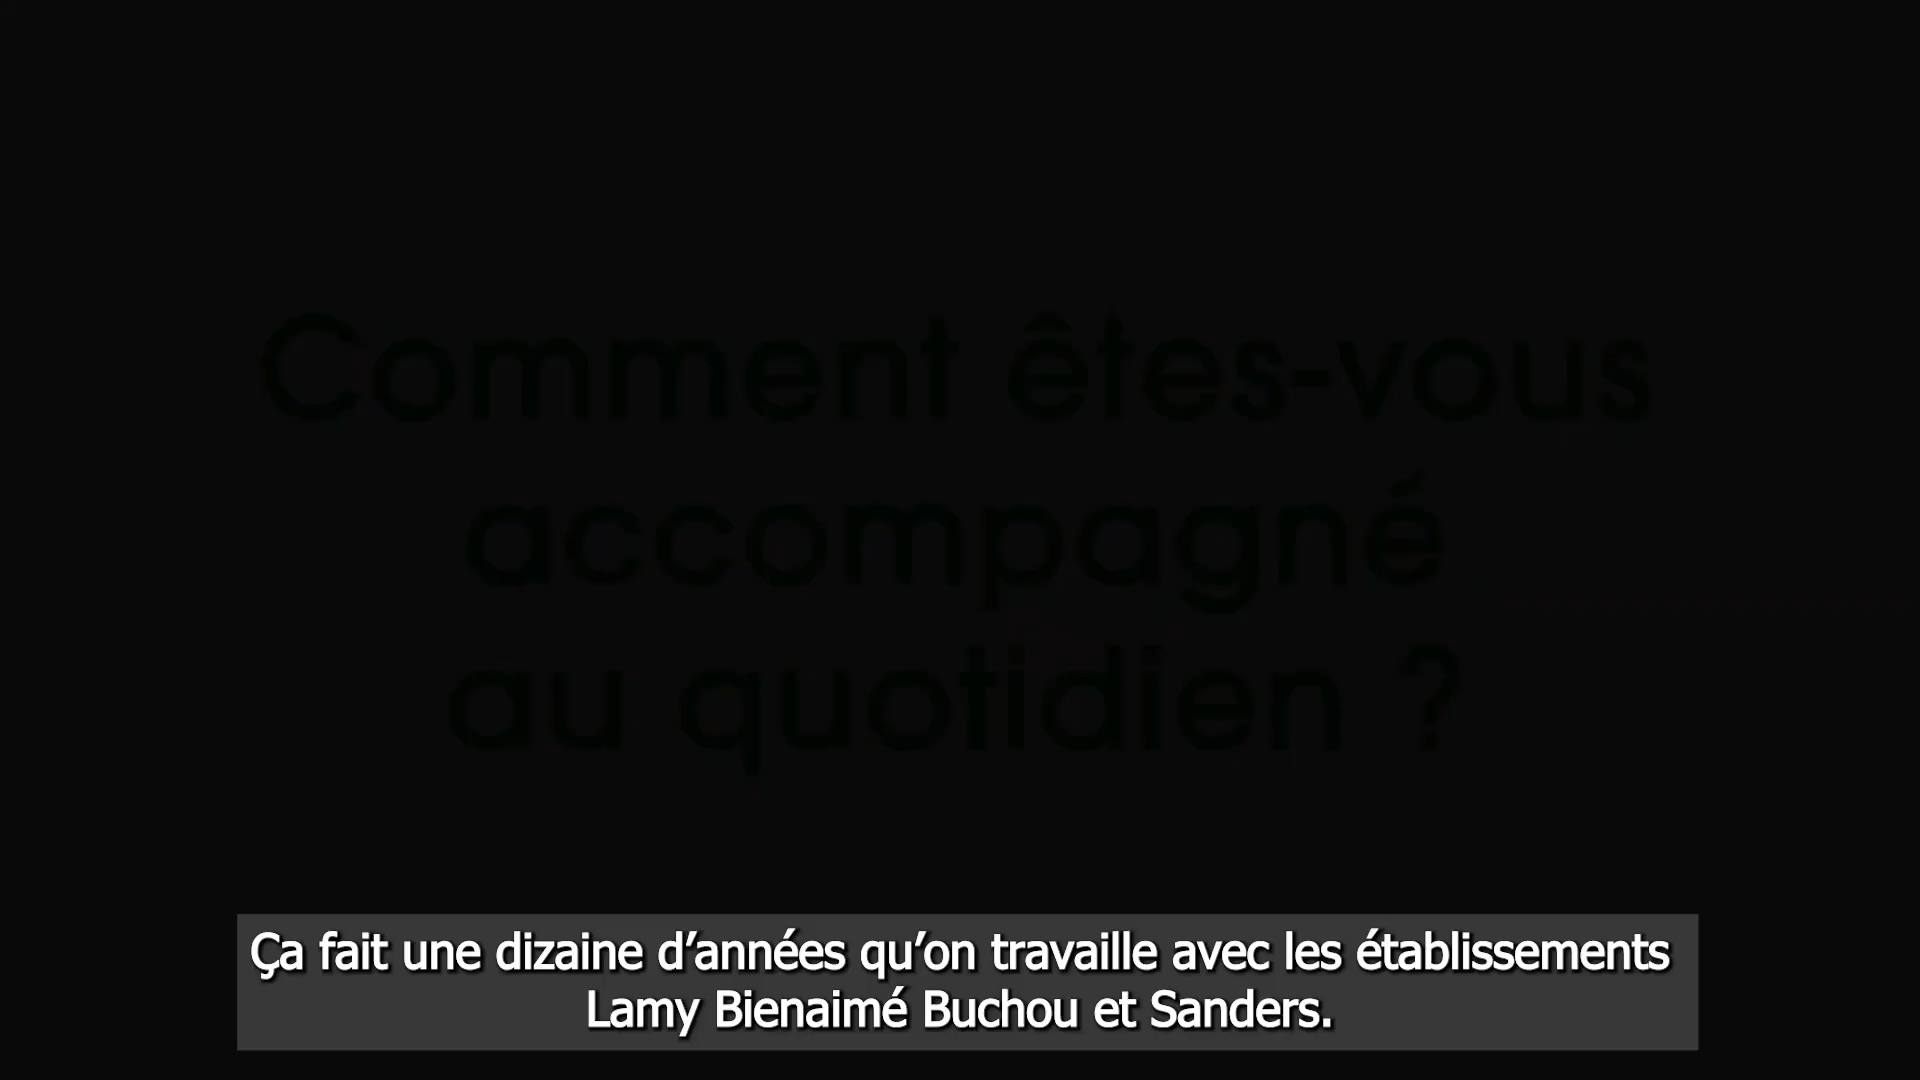 Comment êtes-vous
accompagné
au quotidien ?
Ça fait une dizaine d’années qu’on travaille avec les établissements
Lamy Bienaimé Buchou et Sanders.